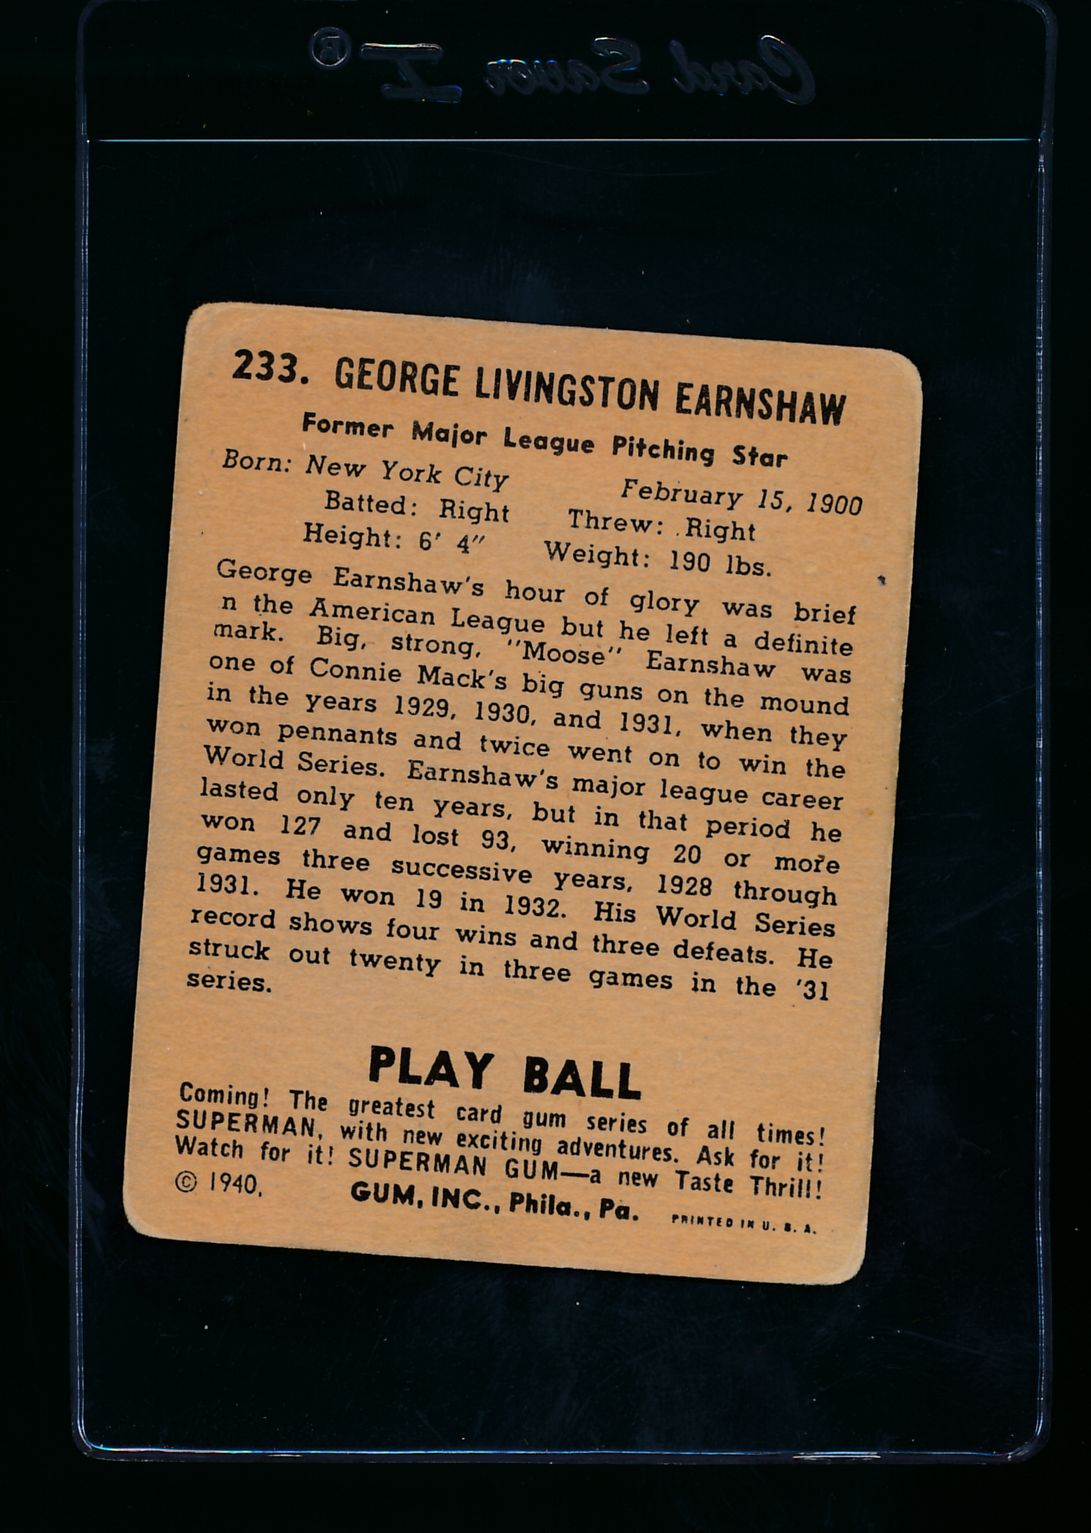 Card Saver I ®
233. GEORGE LIVINGSTON EARNSHAW
Former Major League Pitching Star
Born: New York City February 15, 1900
Batted: Right Threw: Right
Height: 6′ 4″ Weight: 190 lbs.
George Earnshaw's hour of glory was brief
n the American League but he left a definite
mark. Big, strong, "Moose" Earnshaw was
one of Connie Mack's big guns on the mound
in the years 1929, 1930, and 1931, when they
won pennants and twice went on to win the
World Series. Earnshaw's major league career
lasted only ten years, but in that period he
won 127 and lost 93, winning 20 or more
games three successive years, 1928 through
1931. He won 19 in 1932. His World Series
record shows four wins and three defeats. He
struck out twenty in three games in the '31
series.
PLAY BALL
Coming! The greatest card gum series of all times!
SUPERMAN, with new exciting adventures. Ask for it!
Watch for it! SUPERMAN GUM—a new Taste Thrill!
© 1940, GUM, INC., Phila., Pa. PRINTED IN U. S. A.